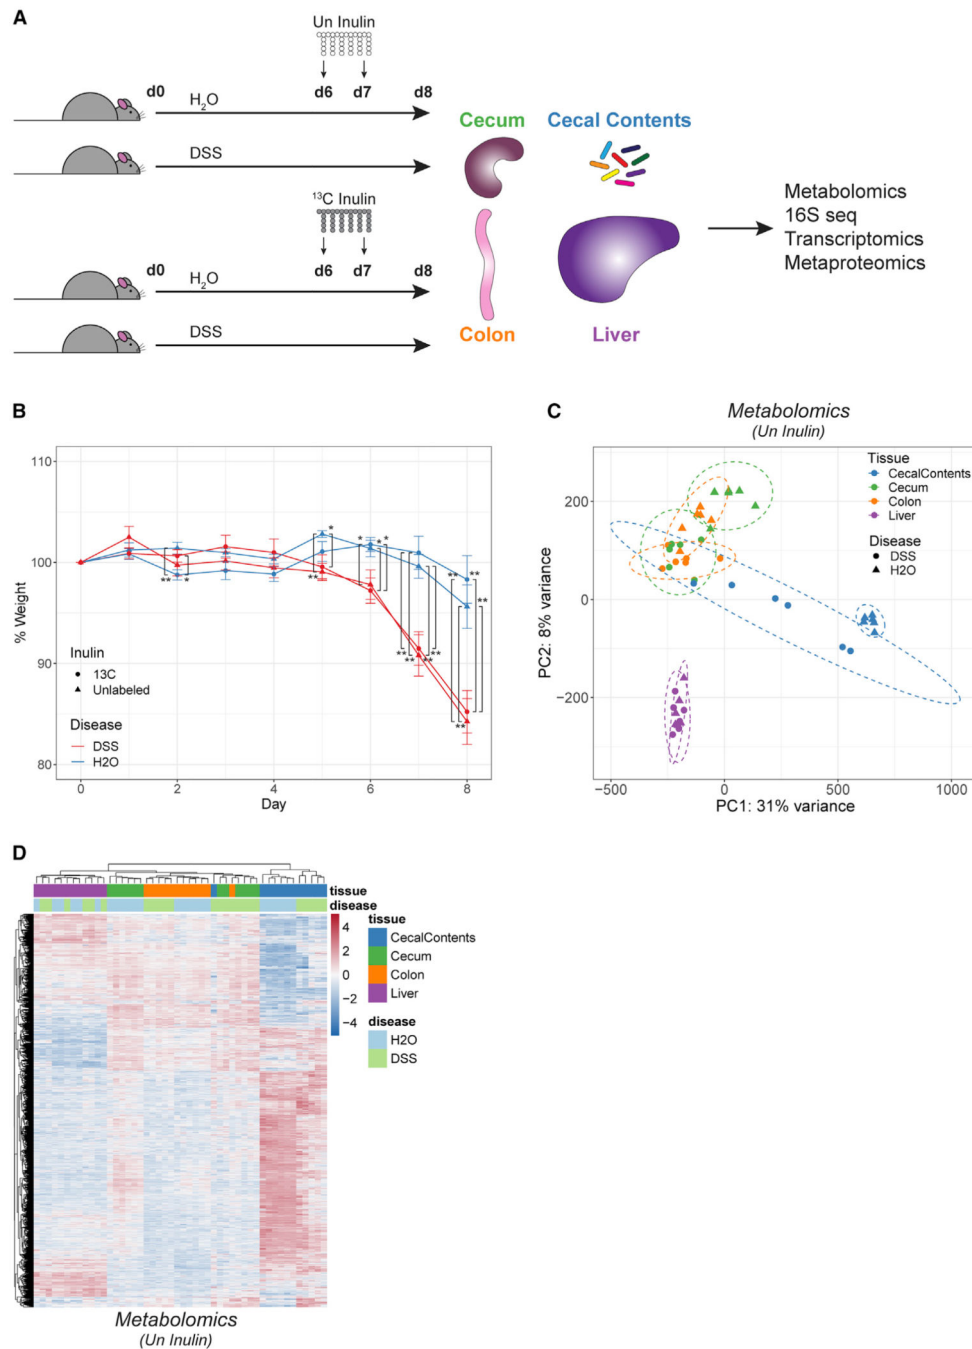 A
Un Inulin
d0
H₂O
d6
d7
d8
DSS
¹³C Inulin
d0
H₂O
d6
d7
d8
DSS
Cecum
Cecal Contents
Colon
Liver
Metabolomics
16S seq
Transcriptomics
Metaproteomics
B
% Weight
110
100
90
80
0
2
4
6
8
Day
Inulin
13C
Unlabeled
Disease
DSS
H2O
C
Metabolomics
(Un Inulin)
PC2: 8% variance
200
0
−200
−500
0
500
1000
PC1: 31% variance
Tissue
CecalContents
Cecum
Colon
Liver
Disease
DSS
H2O
D
tissue
disease
4
2
0
−2
−4
tissue
CecalContents
Cecum
Colon
Liver
disease
H2O
DSS
Metabolomics
(Un Inulin)